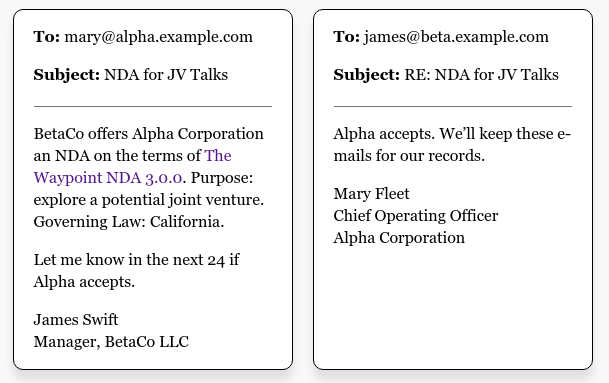 To: mary@alpha.example.com
Subject: NDA for JV Talks
BetaCo offers Alpha Corporation
an NDA on the terms of The
Waypoint NDA 3.0.0. Purpose:
explore a potential joint venture.
Governing Law: California.
Let me know in the next 24 if
Alpha accepts.
James Swift
Manager, BetaCo LLC
To: james@beta.example.com
Subject: RE: NDA for JV Talks
Alpha accepts. We’ll keep these e-
mails for our records.
Mary Fleet
Chief Operating Officer
Alpha Corporation